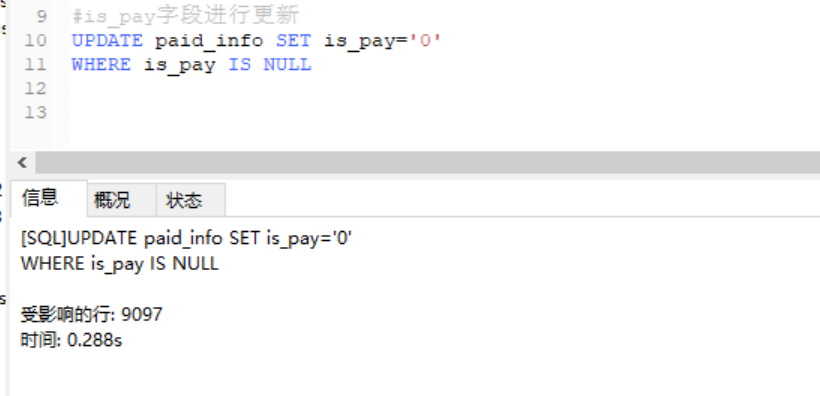 9 #is_pay字段进行更新
10 UPDATE paid_info SET is_pay='0'
11 WHERE is_pay IS NULL
12
13
信息 概况 状态
[SQL]UPDATE paid_info SET is_pay='0'
WHERE is_pay IS NULL
受影响的行: 9097
时间: 0.288s